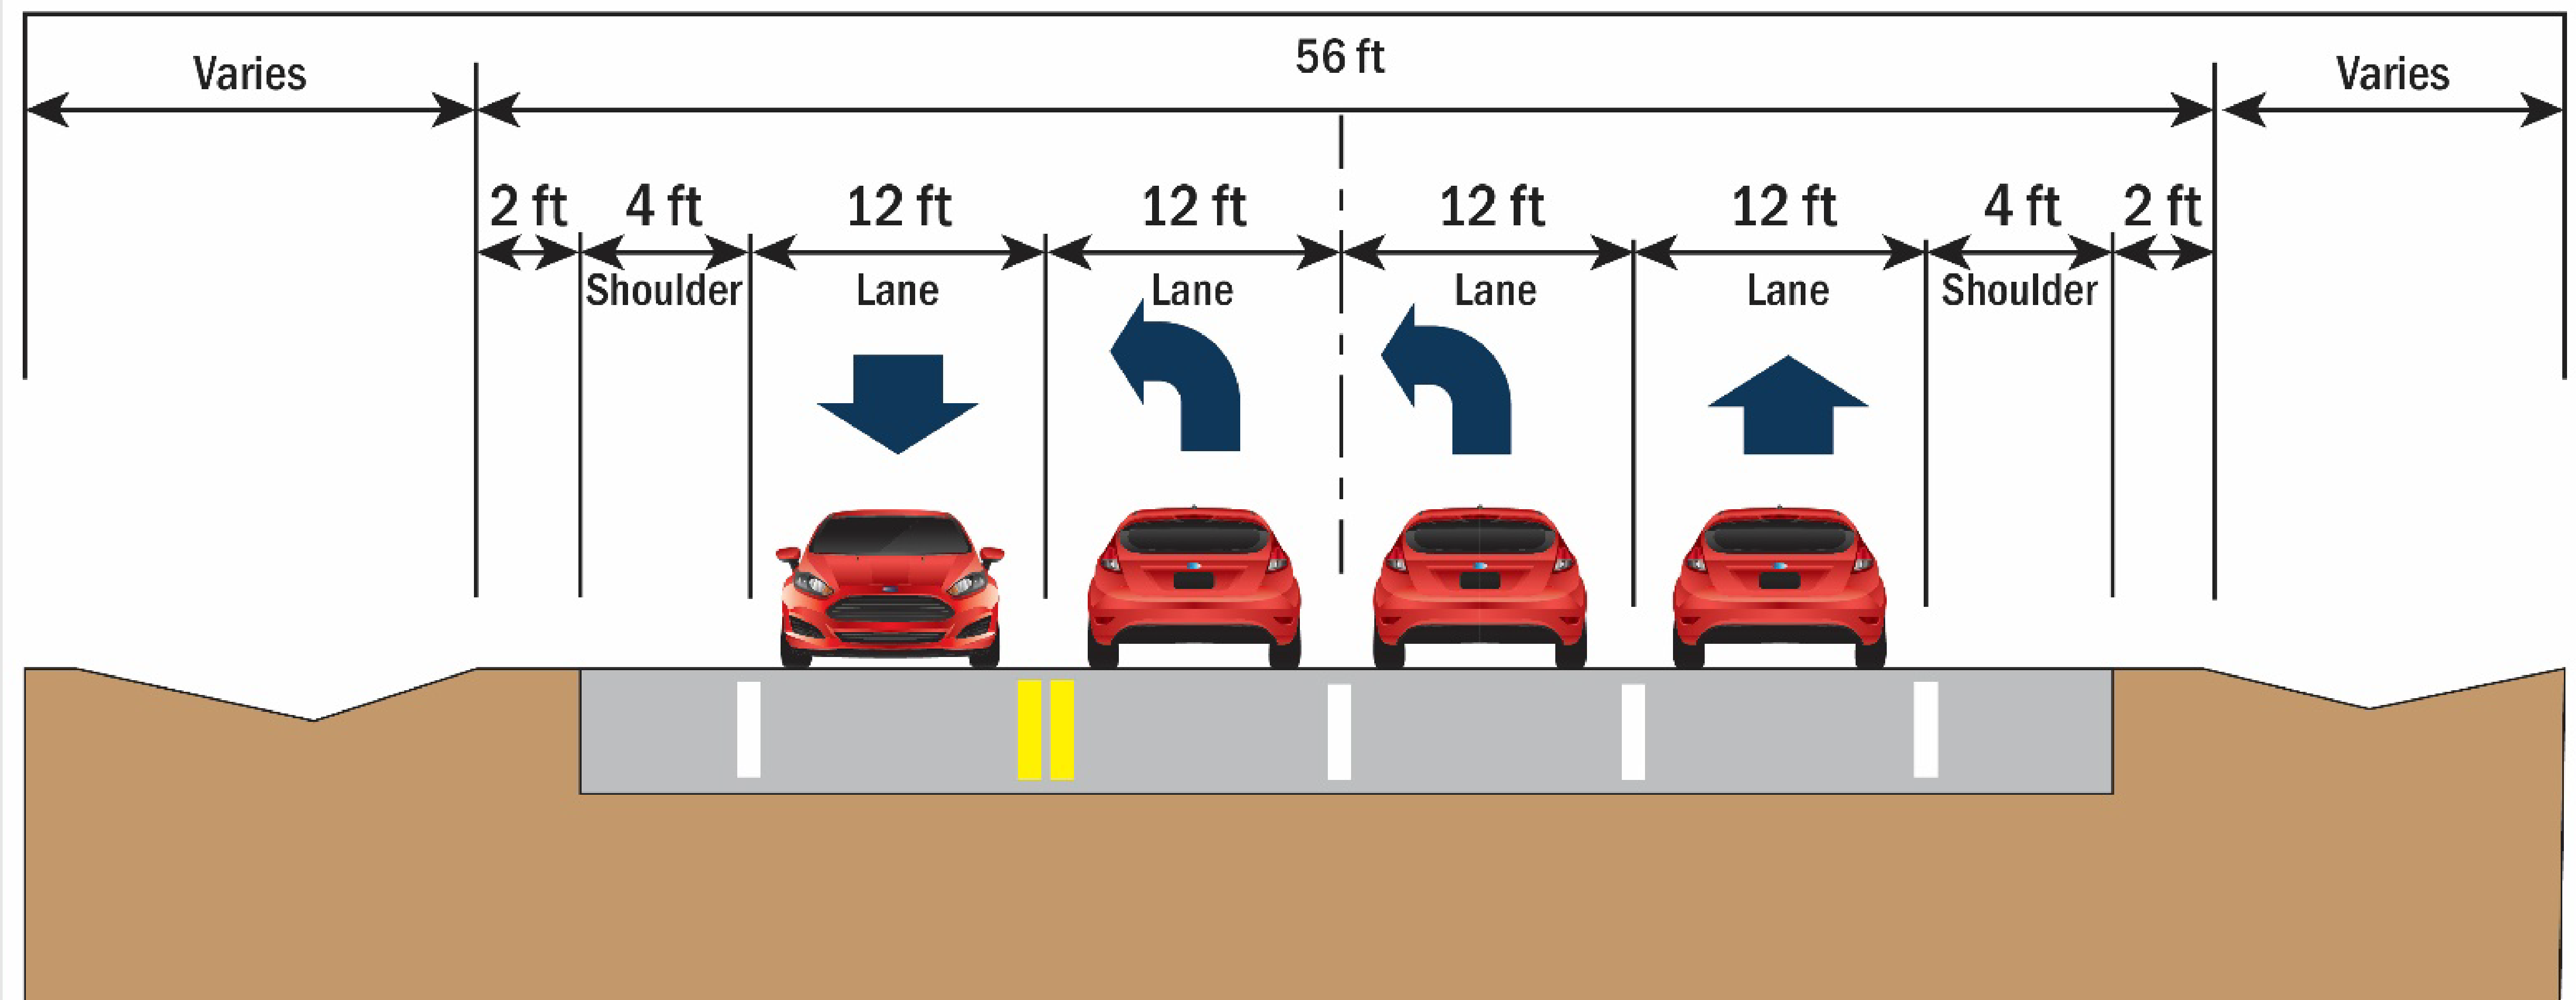 56 ft
Varies
Varies
2 ft 4 ft 12 ft 12 ft 12 ft 12 ft 4 ft 2 ft
Shoulder Lane Lane Lane Lane Shoulder